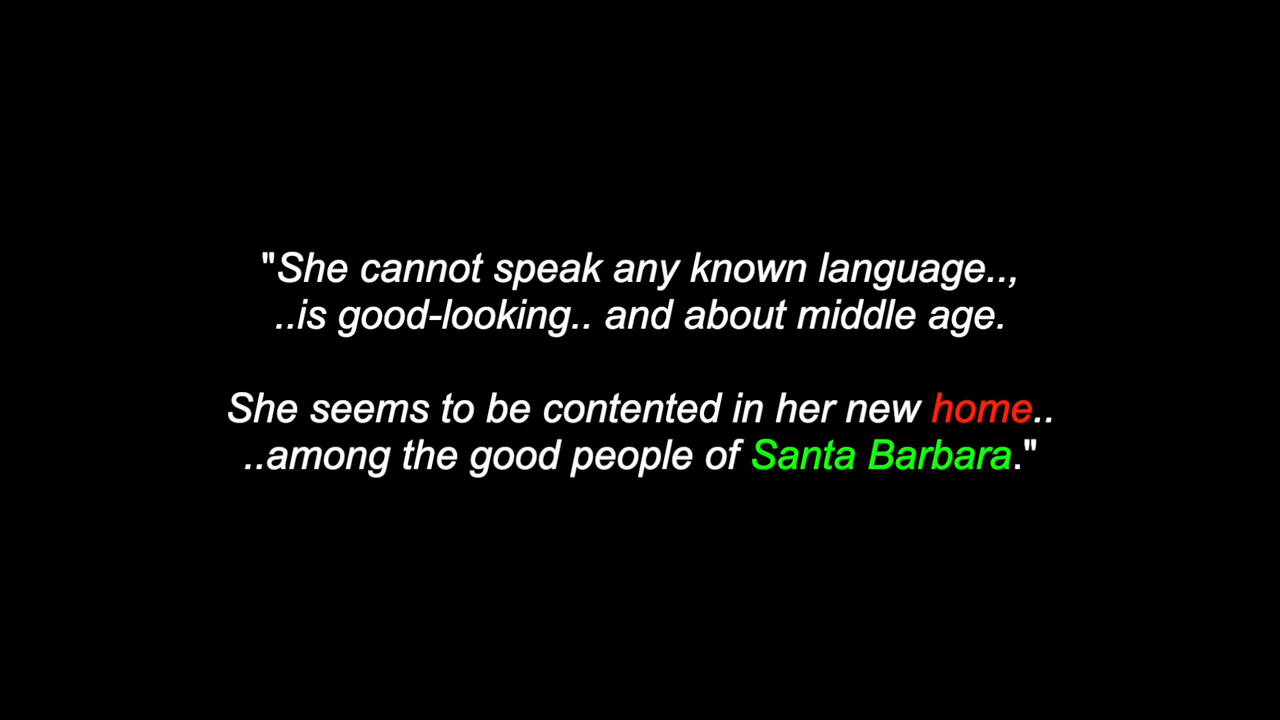 "She cannot speak any known language..,
..is good-looking.. and about middle age.
She seems to be contented in her new home..
..among the good people of Santa Barbara."